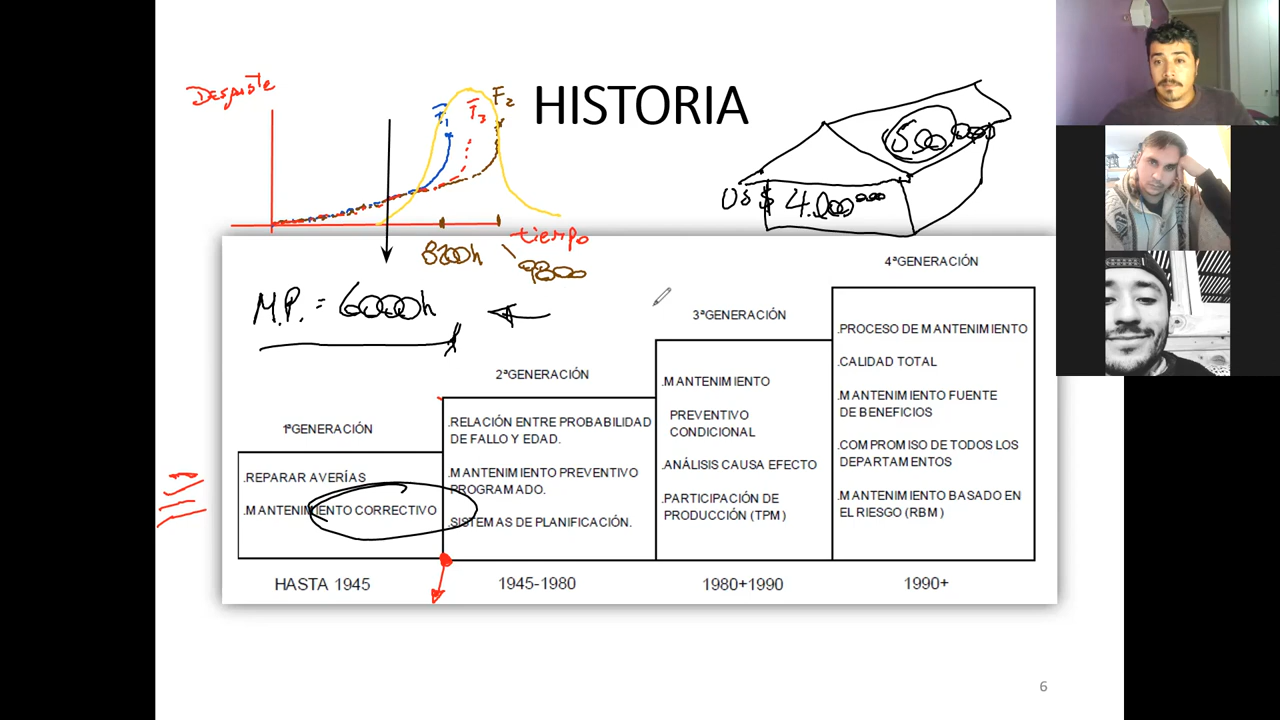 Desgaste
F1
F3
F2
HISTORIA
500.000
US$ 4.000.000
tiempo
8200h
9800
M.P. = 6000h
1ªGENERACIÓN
.REPARAR AVERÍAS
.MANTENIMIENTO CORRECTIVO
HASTA 1945
2ªGENERACIÓN
.RELACIÓN ENTRE PROBABILIDAD
DE FALLO Y EDAD.
.MANTENIMIENTO PREVENTIVO
PROGRAMADO.
.SISTEMAS DE PLANIFICACIÓN.
1945-1980
3ªGENERACIÓN
.MANTENIMIENTO
PREVENTIVO
CONDICIONAL
.ANÁLISIS CAUSA EFECTO
.PARTICIPACIÓN DE
PRODUCCIÓN (TPM)
1980+1990
4ªGENERACIÓN
.PROCESO DE MANTENIMIENTO
.CALIDAD TOTAL
.MANTENIMIENTO FUENTE
DE BENEFICIOS
.COMPROMISO DE TODOS LOS
DEPARTAMENTOS
.MANTENIMIENTO BASADO EN
EL RIESGO (RBM)
1990+
6